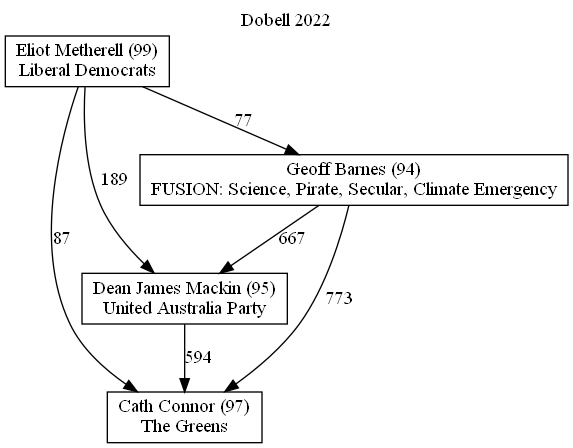 Dobell 2022
Eliot Metherell (99)
Liberal Democrats
77
Geoff Barnes (94)
FUSION: Science, Pirate, Secular, Climate Emergency
189
87
667
Dean James Mackin (95)
United Australia Party
773
594
Cath Connor (97)
The Greens